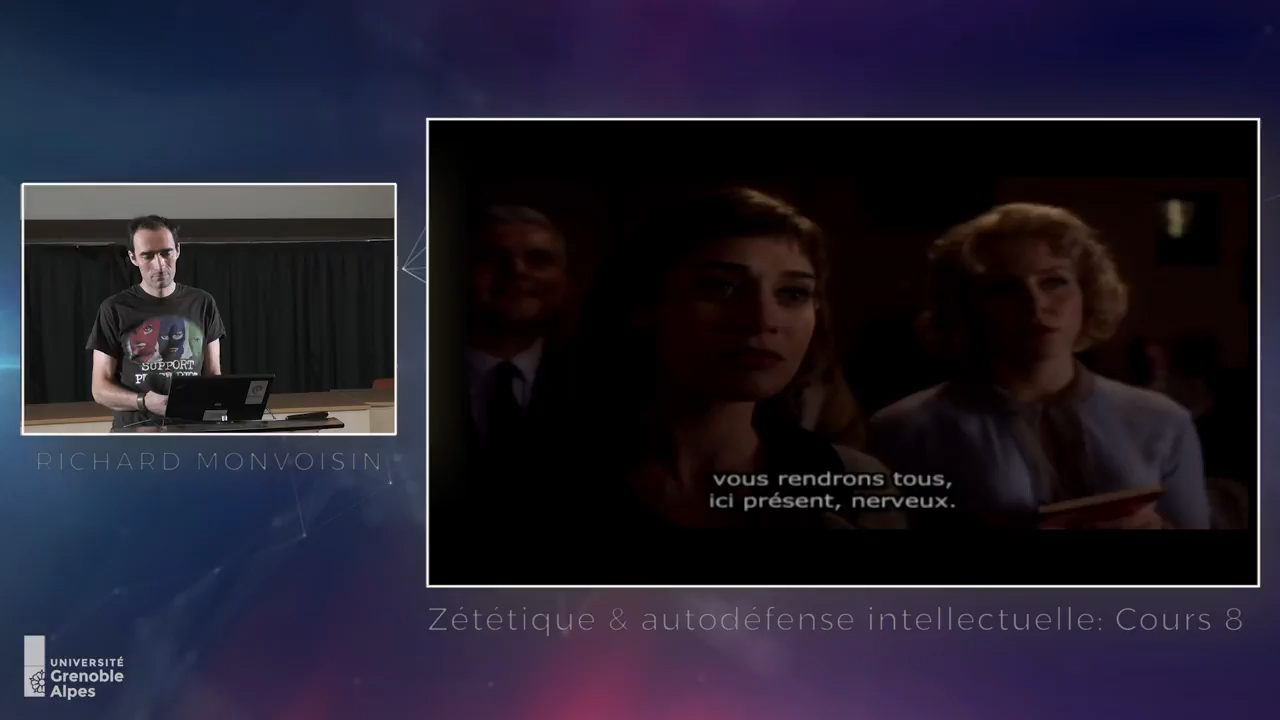 SUPPORT
RICHARD MONVOISIN
vous rendrons tous,
ici présent, nerveux.
Zététique & autodéfense intellectuelle: Cours 8
UNIVERSITÉ
Grenoble
Alpes